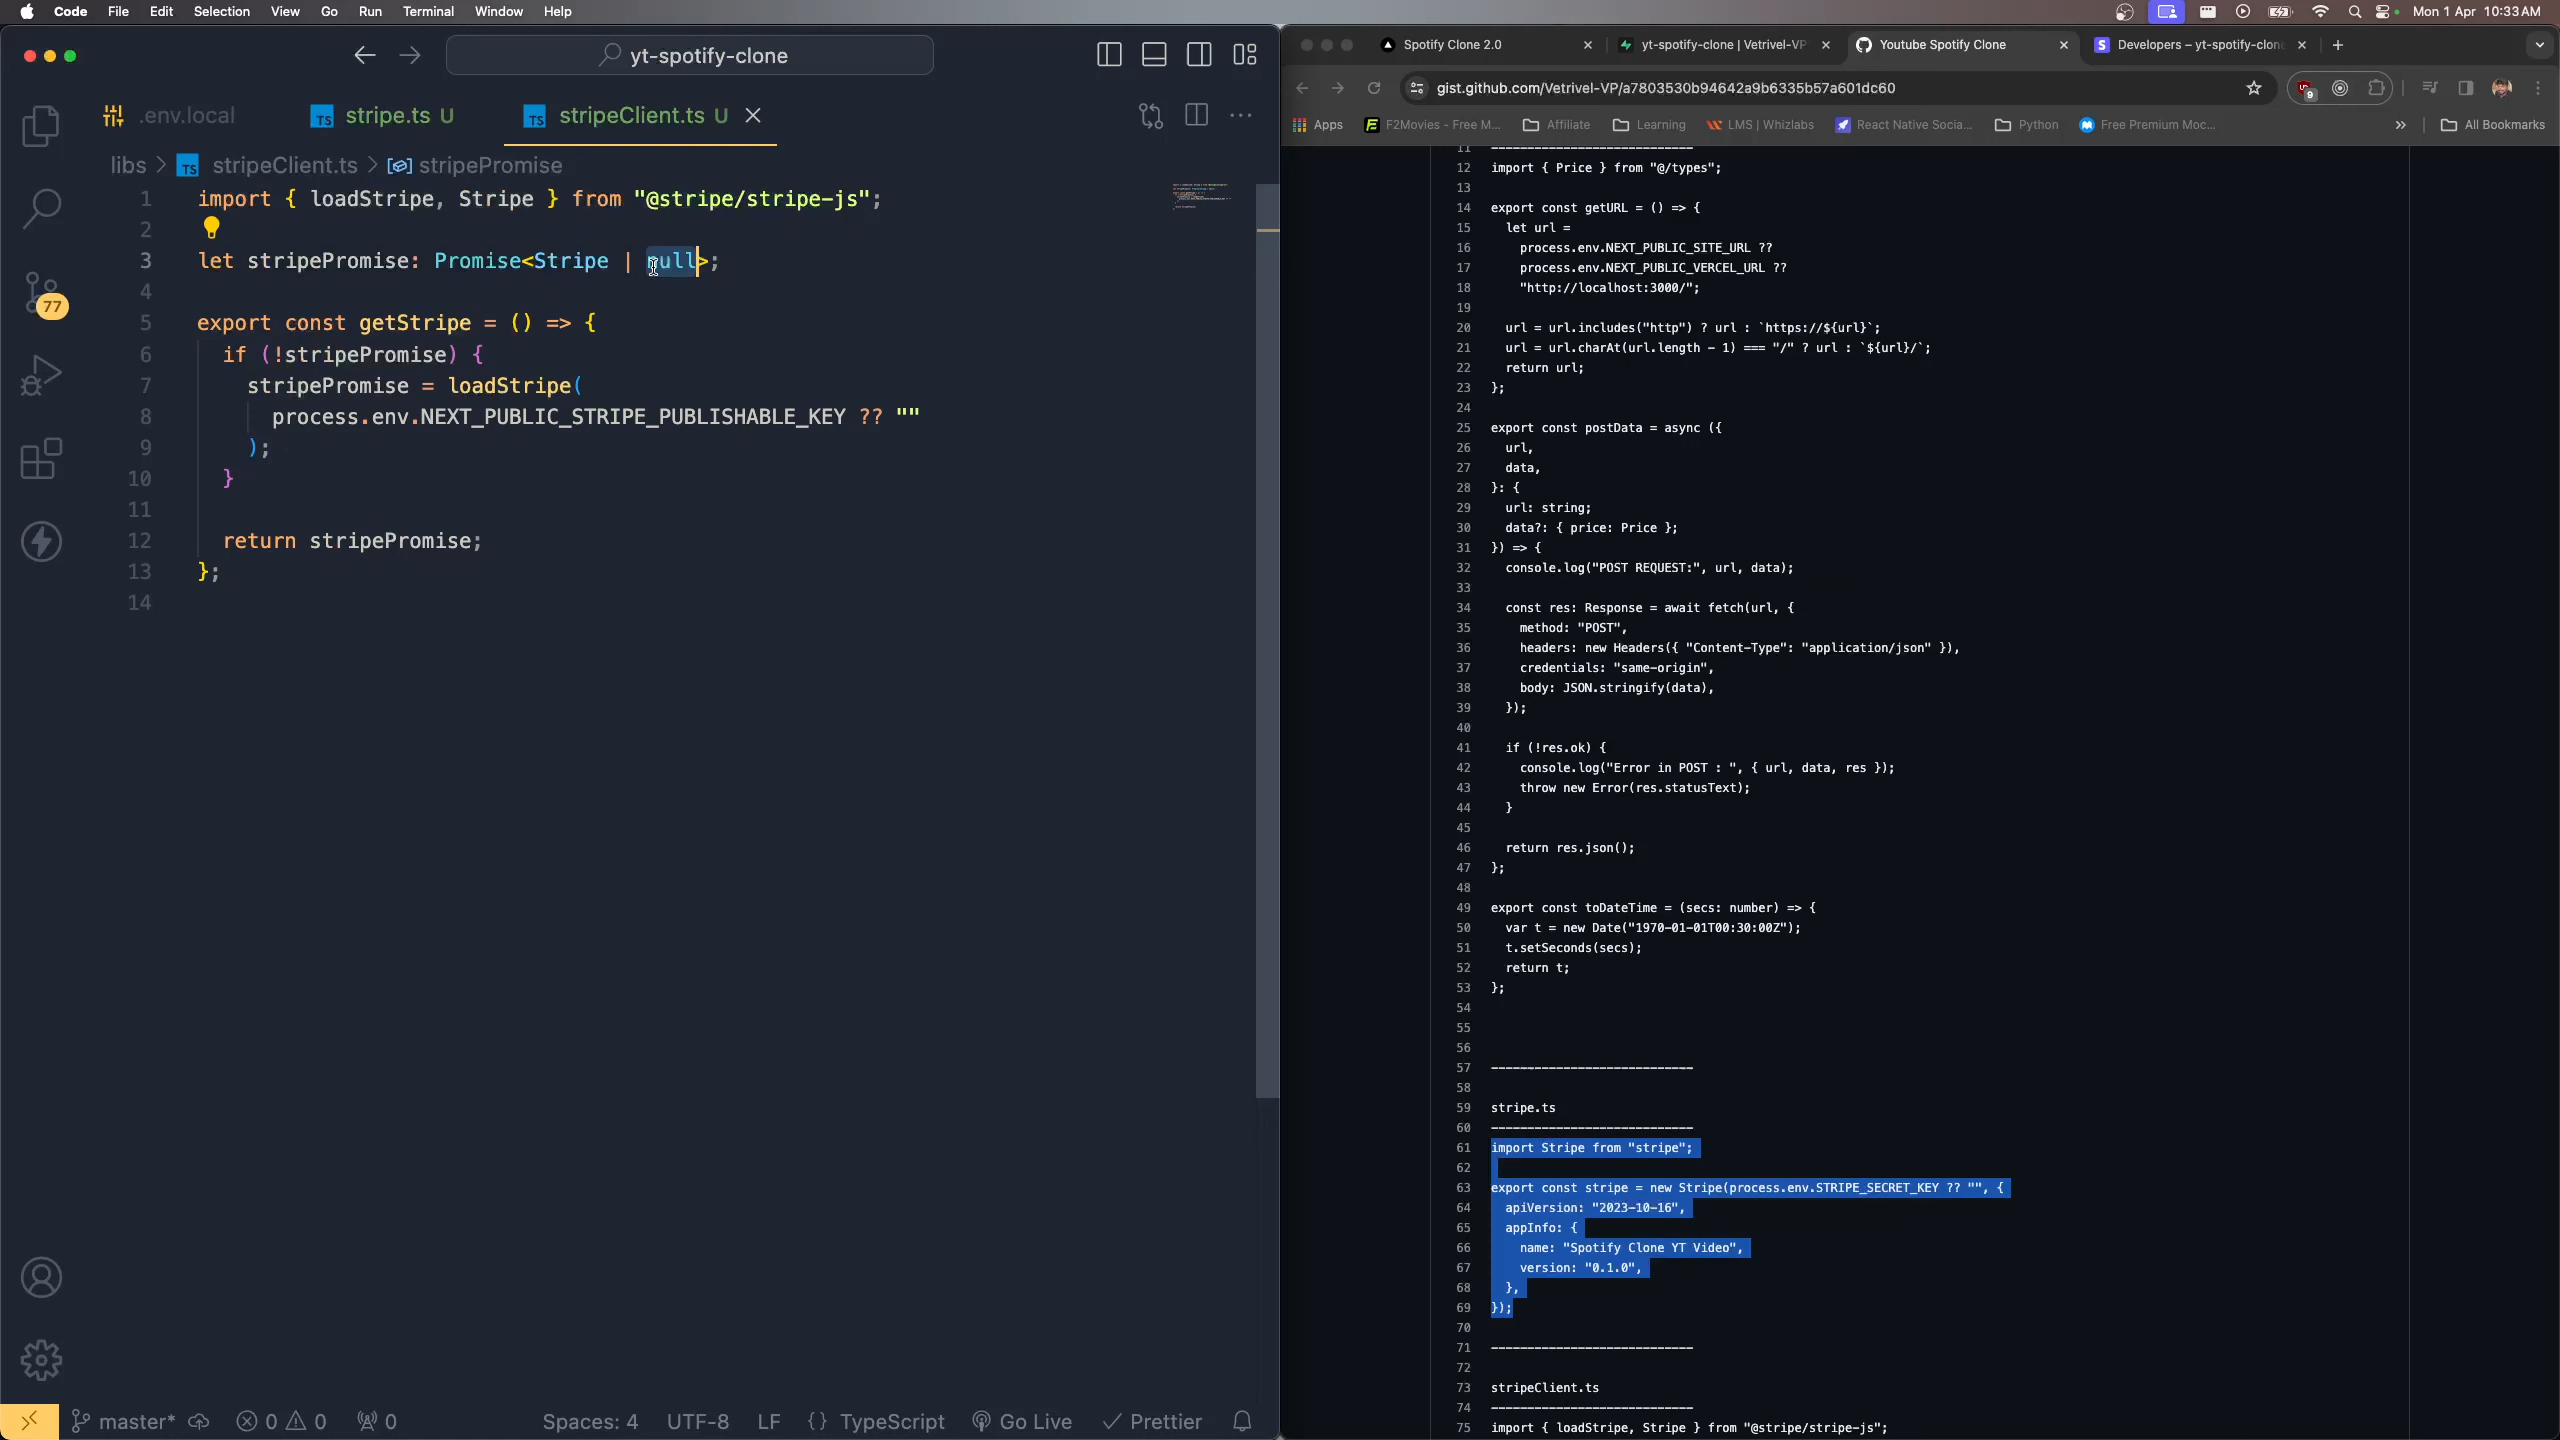 Code File Edit Selection View Go Run Terminal Window Help
Mon 1 Apr 10:33 AM
yt-spotify-clone
.env.local
stripe.ts U
stripeClient.ts U
libs > stripeClient.ts > stripePromise
1 import { loadStripe, Stripe } from "@stripe/stripe-js";
2
3 let stripePromise: Promise<Stripe | null>;
4
5 export const getStripe = () => {
6 if (!stripePromise) {
7 stripePromise = loadStripe(
8 process.env.NEXT_PUBLIC_STRIPE_PUBLISHABLE_KEY ?? ""
9 );
10 }
11
12 return stripePromise;
13 };
14
77
master* 0 0 0 Spaces: 4 UTF-8 LF {} TypeScript Go Live Prettier
Spotify Clone 2.0
yt-spotify-clone | Vetrivel-VP
Youtube Spotify Clone
Developers – yt-spotify-clone
gist.github.com/Vetrivel-VP/a7803530b94642a9b6335b57a601dc60
9
Apps F2Movies - Free M... Affiliate Learning LMS | Whizlabs React Native Socia... Python Free Premium Moc... » All Bookmarks
11 ----------------------------
12 import { Price } from "@/types";
13
14 export const getURL = () => {
15 let url =
16 process.env.NEXT_PUBLIC_SITE_URL ??
17 process.env.NEXT_PUBLIC_VERCEL_URL ??
18 "http://localhost:3000/";
19
20 url = url.includes("http") ? url : `https://${url}`;
21 url = url.charAt(url.length - 1) === "/" ? url : `${url}/`;
22 return url;
23 };
24
25 export const postData = async ({
26 url,
27 data,
28 }: {
29 url: string;
30 data?: { price: Price };
31 }) => {
32 console.log("POST REQUEST:", url, data);
33
34 const res: Response = await fetch(url, {
35 method: "POST",
36 headers: new Headers({ "Content-Type": "application/json" }),
37 credentials: "same-origin",
38 body: JSON.stringify(data),
39 });
40
41 if (!res.ok) {
42 console.log("Error in POST : ", { url, data, res });
43 throw new Error(res.statusText);
44 }
45
46 return res.json();
47 };
48
49 export const toDateTime = (secs: number) => {
50 var t = new Date("1970-01-01T00:30:00Z");
51 t.setSeconds(secs);
52 return t;
53 };
54
55
56
57 ----------------------------
58
59 stripe.ts
60 ----------------------------
61 import Stripe from "stripe";
62
63 export const stripe = new Stripe(process.env.STRIPE_SECRET_KEY ?? "", {
64 apiVersion: "2023-10-16",
65 appInfo: {
66 name: "Spotify Clone YT Video",
67 version: "0.1.0",
68 },
69 });
70
71 ----------------------------
72
73 stripeClient.ts
74 ----------------------------
75 import { loadStripe, Stripe } from "@stripe/stripe-js";